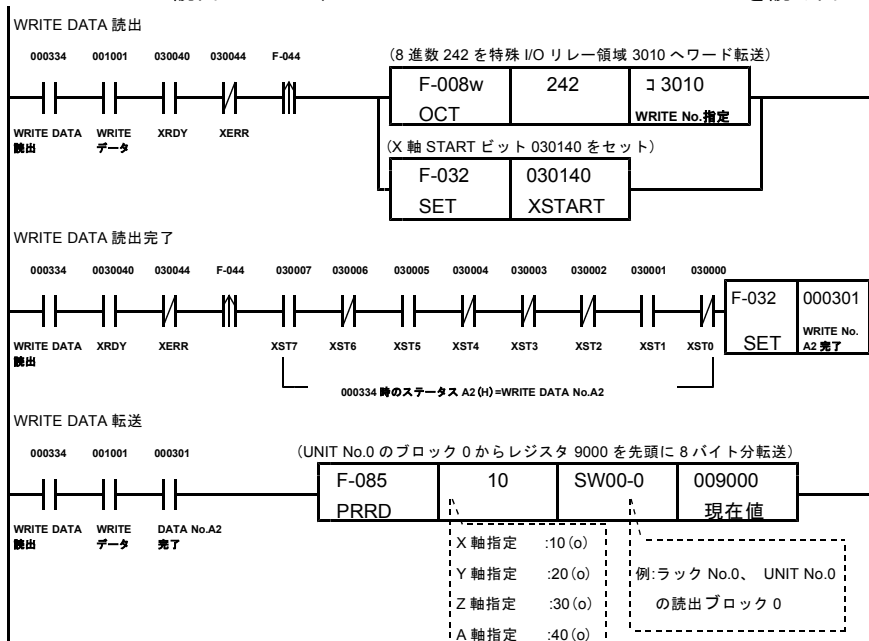 WRITE DATA 読出
000334 001001 030040 030044 F-044
(8 進数 242 を特殊 I/O リレー領域 3010 へワード転送)
F-008w 242 コ3010
OCT WRITE No.指定
WRITE DATA WRITE XRDY XERR
読出 データ
(X 軸 START ビット 030140 をセット)
F-032 030140
SET XSTART
WRITE DATA 読出完了
000334 0030040 030044 F-044 030007 030006 030005 030004 030003 030002 030001 030000
F-032 000301
SET WRITE No.
A2 完了
WRITE DATA XRDY XERR XST7 XST6 XST5 XST4 XST3 XST2 XST1 XST0
読出
000334 時のステータス A2(H)=WRITE DATA No.A2
WRITE DATA 転送
000334 001001 000301
(UNIT No.0 のブロック 0 からレジスタ 9000 を先頭に 8 バイト分転送)
F-085 10 SW00-0 009000
PRRD 現在値
WRITE DATA WRITE DATA No.A2
読出 データ 完了
X 軸指定 :10(o)
Y 軸指定 :20(o)
Z 軸指定 :30(o)
A 軸指定 :40(o)
例:ラック No.0、 UNIT No.0
の読出ブロック 0